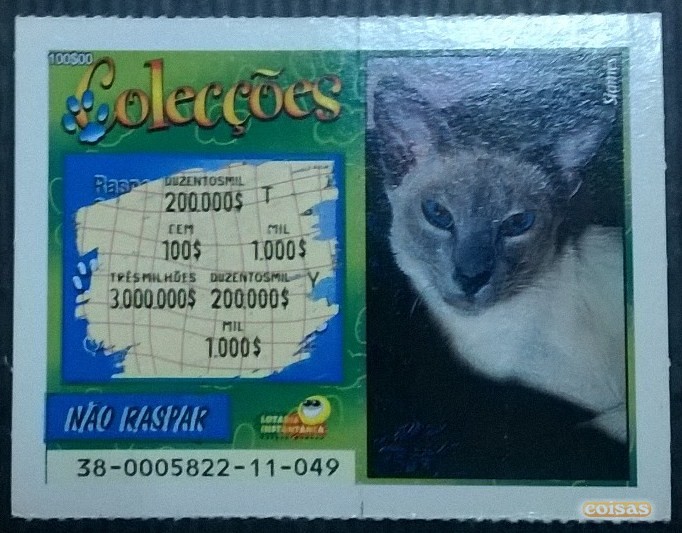 100$00
Colecções
Siamês
Raspe
DUZENTOSMIL
200.000$ T
CEM MIL
100$ 1.000$
TRÊSMILHÕES DUZENTOSMIL Y
3.000.000$ 200.000$
MIL
1.000$
NÃO RASPAR
LOTARIA
INSTANTÂNEA
38-0005822-11-049
coisas